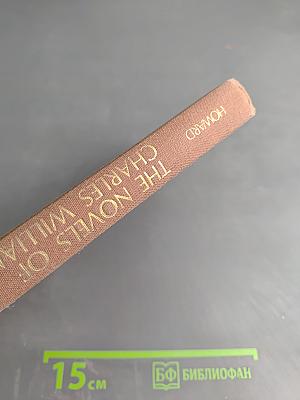 HOWARD
THE NOVELS OF
CHARLES WILLIA
15 см
БФ БИБЛИОФАН